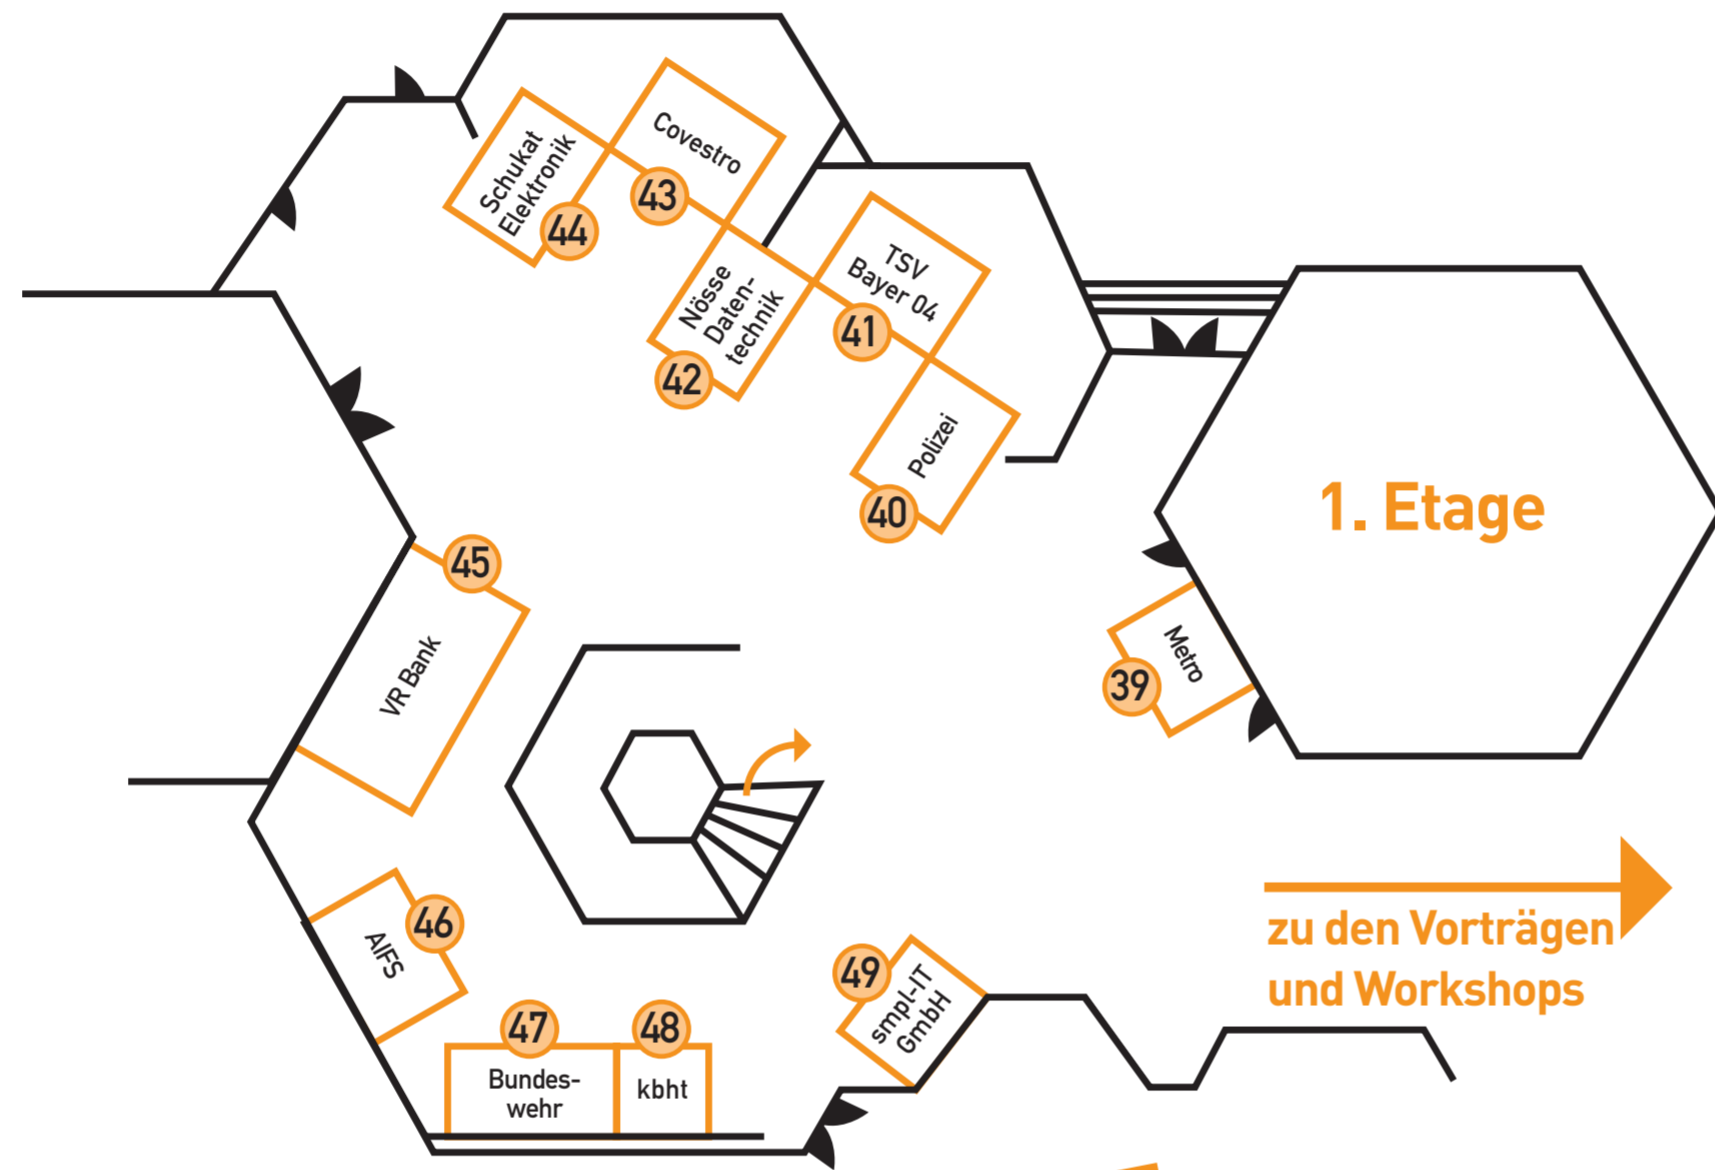 Schukat
Elektronik
44
Covestro
43
Nösse
Daten-
technik
42
TSV
Bayer 04
41
Polizei
40
1. Etage
Metro
39
45
VR Bank
46
AIFS
47
Bundes-
wehr
48
kbht
49
smpl-IT
GmbH
zu den Vorträgen
und Workshops